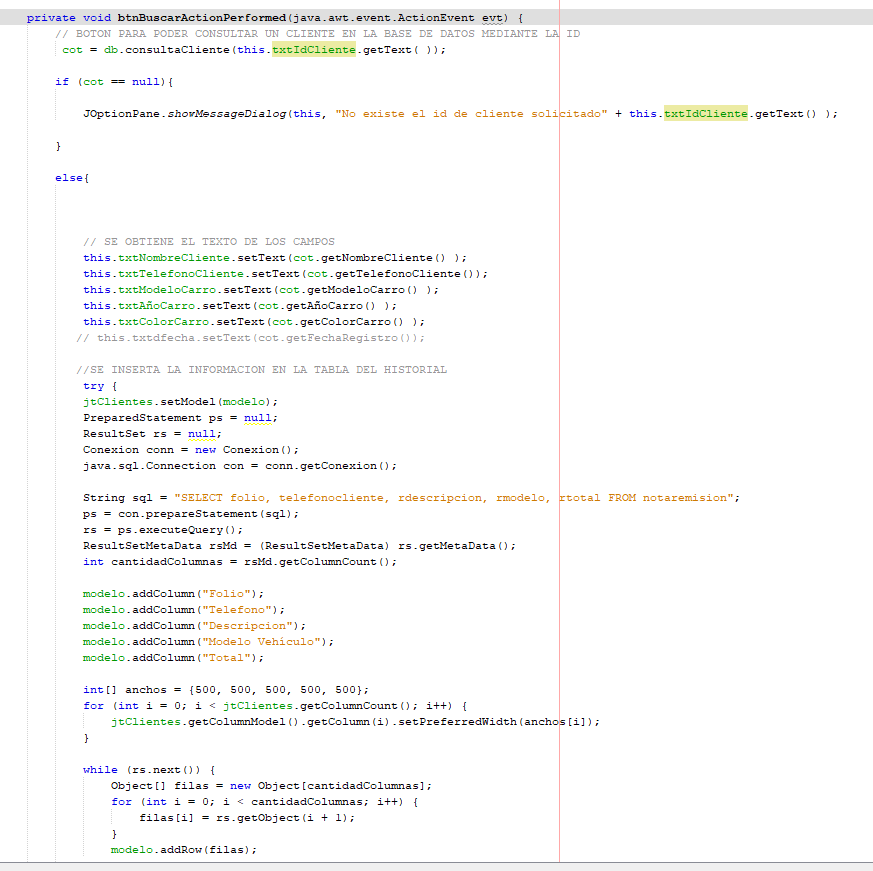 private void btnBuscarActionPerformed(java.awt.event.ActionEvent evt) {
// BOTON PARA PODER CONSULTAR UN CLIENTE EN LA BASE DE DATOS MEDIANTE LA ID
cot = db.consultaCliente(this.txtIdCliente.getText( ));
if (cot == null){
JOptionPane.showMessageDialog(this, "No existe el id de cliente solicitado" + this.txtIdCliente.getText() );
}
else{
// SE OBTIENE EL TEXTO DE LOS CAMPOS
this.txtNombreCliente.setText(cot.getNombreCliente() );
this.txtTelefonoCliente.setText(cot.getTelefonoCliente());
this.txtModeloCarro.setText(cot.getModeloCarro() );
this.txtAñoCarro.setText(cot.getAñoCarro() );
this.txtColorCarro.setText(cot.getColorCarro() );
// this.txtdfecha.setText(cot.getFechaRegistro());
//SE INSERTA LA INFORMACION EN LA TABLA DEL HISTORIAL
try {
jtClientes.setModel(modelo);
PreparedStatement ps = null;
ResultSet rs = null;
Conexion conn = new Conexion();
java.sql.Connection con = conn.getConexion();
String sql = "SELECT folio, telefonocliente, rdescripcion, rmodelo, rtotal FROM notaremision";
ps = con.prepareStatement(sql);
rs = ps.executeQuery();
ResultSetMetaData rsMd = (ResultSetMetaData) rs.getMetaData();
int cantidadColumnas = rsMd.getColumnCount();
modelo.addColumn("Folio");
modelo.addColumn("Telefono");
modelo.addColumn("Descripcion");
modelo.addColumn("Modelo Vehículo");
modelo.addColumn("Total");
int[] anchos = {500, 500, 500, 500, 500};
for (int i = 0; i < jtClientes.getColumnCount(); i++) {
jtClientes.getColumnModel().getColumn(i).setPreferredWidth(anchos[i]);
}
while (rs.next()) {
Object[] filas = new Object[cantidadColumnas];
for (int i = 0; i < cantidadColumnas; i++) {
filas[i] = rs.getObject(i + 1);
}
modelo.addRow(filas);